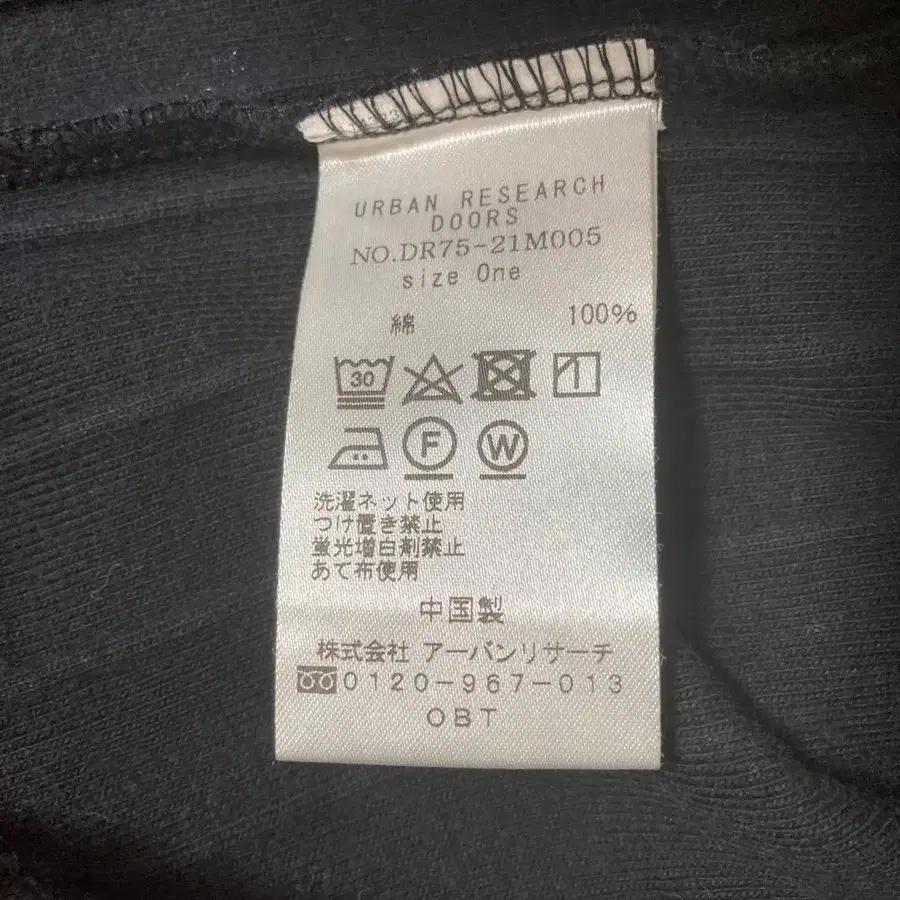 URBAN RESEARCH
DOORS
NO.DR75-21M005
size One
綿 100%
30
F W
洗濯ネット使用
つけ置き禁止
蛍光増白剤禁止
あて布使用
中国製
株式会社 アーバンリサーチ
0120-967-013
OBT